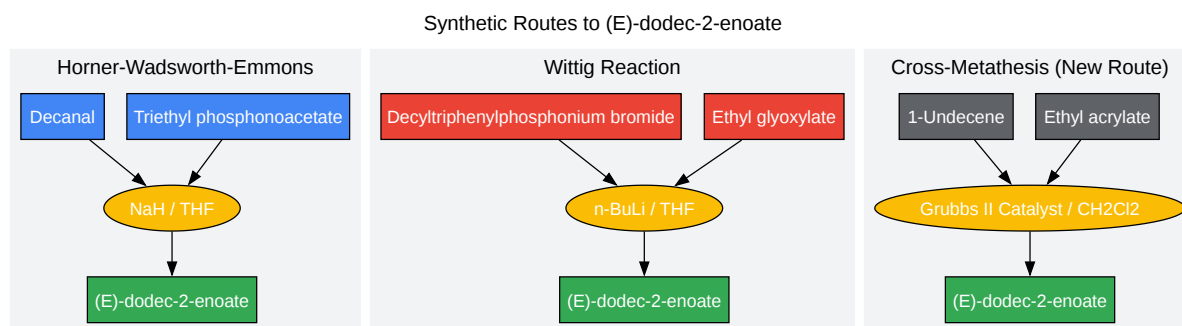 Synthetic Routes to (E)-dodec-2-enoate
Horner-Wadsworth-Emmons
Decanal
Triethyl phosphonoacetate
NaH / THF
(E)-dodec-2-enoate
Wittig Reaction
Decyltriphenylphosphonium bromide
Ethyl glyoxylate
n-BuLi / THF
(E)-dodec-2-enoate
Cross-Metathesis (New Route)
1-Undecene
Ethyl acrylate
Grubbs II Catalyst / CH2Cl2
(E)-dodec-2-enoate